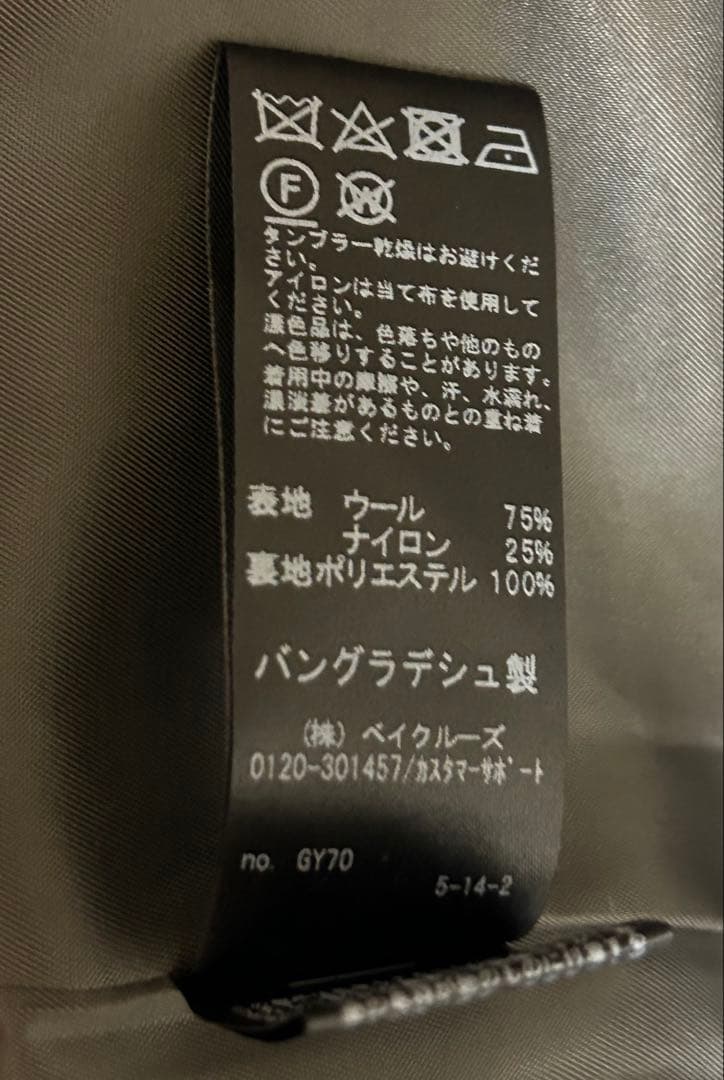 F W
タンブラー乾燥はお避けくだ
さい。
アイロンは当て布を使用して
ください。
濃色品は、色落ちや他のもの
へ色移りすることがあります。
着用中の摩擦や、汗、水濡れ、
濃淡差があるものとの重ね着
にご注意ください。
表地 ウール 75%
ナイロン 25%
裏地ポリエステル 100%
バングラデシュ製
(株) ベイクルーズ
0120-301457/カスタマーサポート
no. GY70
5-14-2